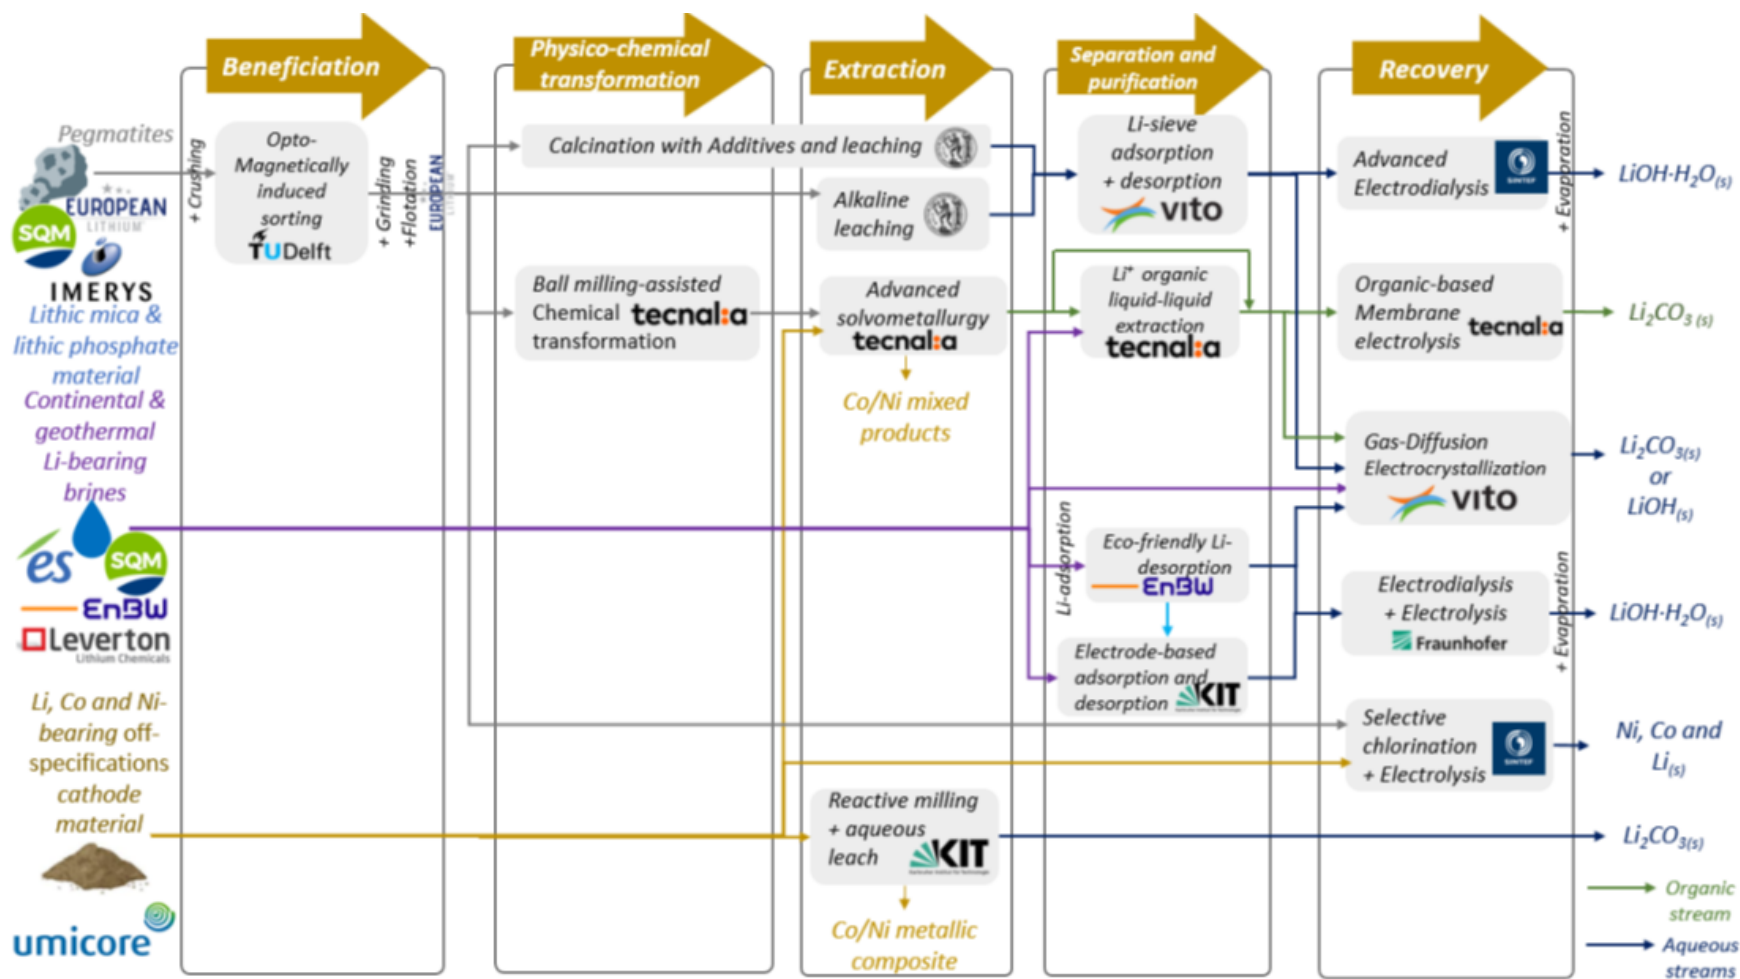 Beneficiation
Physico-chemical
transformation
Extraction
Separation and
purification
Recovery
Pegmatites
EUROPEAN
LITHIUM
SQM
IMERYS
Lithic mica &
lithic phosphate
material
Continental &
geothermal
Li-bearing
brines
es
SQM
EnBW
Leverton
Lithium Chemicals
Li, Co and Ni-
bearing off-
specifications
cathode
material
umicore
+ Crushing
Opto-
Magnetically
induced
sorting
TUDelft
+ Grinding
+Flotation
EUROPEAN
LITHIUM
Calcination with Additives and leaching
Alkaline
leaching
Ball milling-assisted
Chemical tecnalia
transformation
Advanced
solvometallurgy
tecnalia
Co/Ni mixed
products
Reactive milling
+ aqueous
leach KIT
Co/Ni metallic
composite
Li-sieve
adsorption
+ desorption
vito
Li⁺ organic
liquid-liquid
extraction
tecnalia
Li-adsorption
Eco-friendly Li-
desorption
EnBW
Electrode-based
adsorption and
desorption KIT
Advanced
Electrodialysis
SINTEF
+ Evaporation
Organic-based
Membrane
electrolysis tecnalia
Gas-Diffusion
Electrocrystallization
vito
Electrodialysis
+ Electrolysis
Fraunhofer
+ Evaporation
Selective
chlorination
+ Electrolysis
SINTEF
LiOH·H₂O(s)
Li₂CO₃ (s)
Li₂CO₃(s)
or
LiOH(s)
LiOH·H₂O(s)
Ni, Co and
Li(s)
Li₂CO₃(s)
Organic
stream
Aqueous
streams